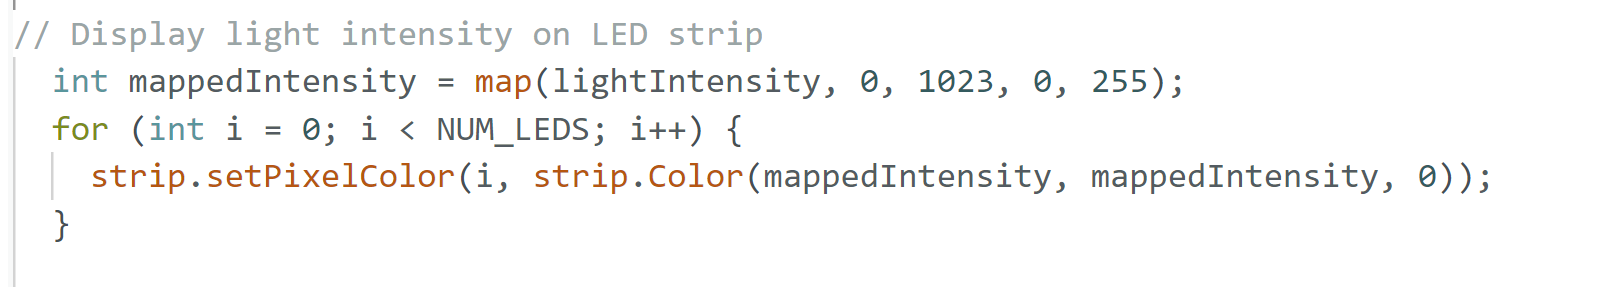 // Display light intensity on LED strip
int mappedIntensity = map(lightIntensity, 0, 1023, 0, 255);
for (int i = 0; i < NUM_LEDS; i++) {
strip.setPixelColor(i, strip.Color(mappedIntensity, mappedIntensity, 0));
}